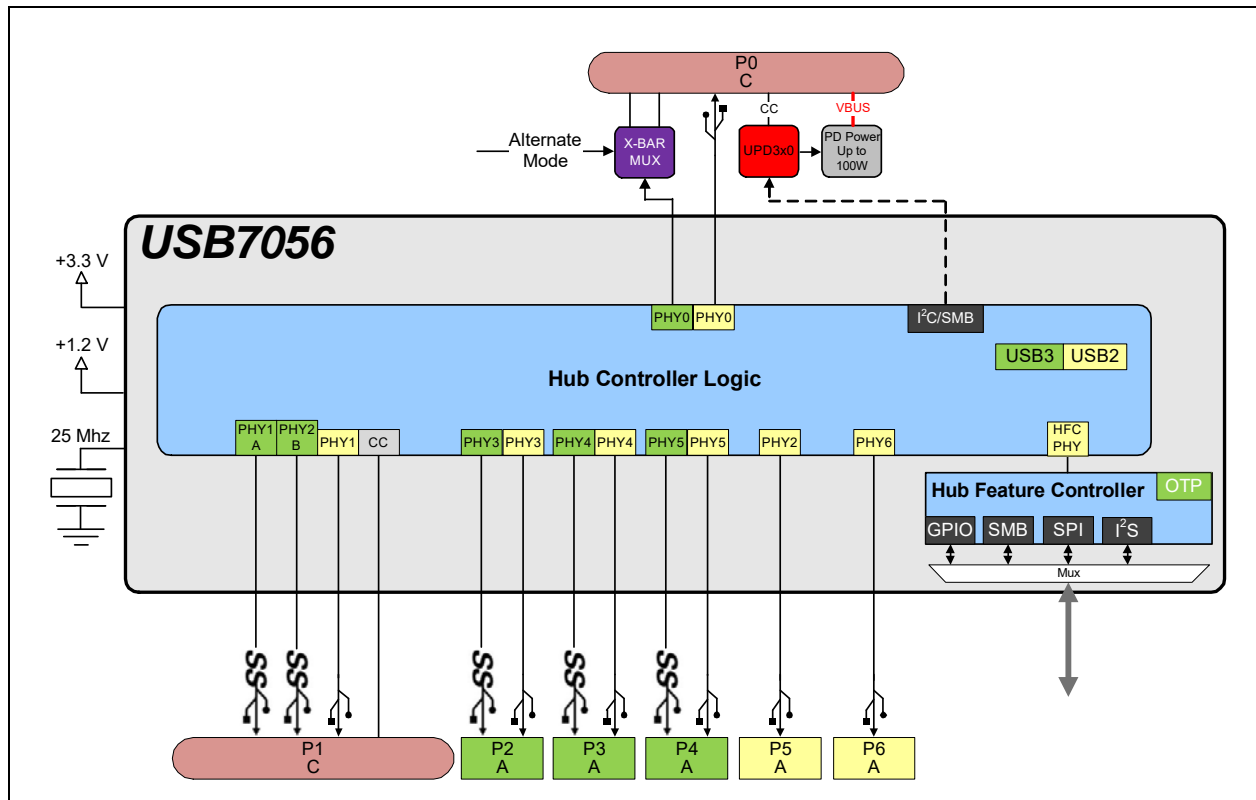 P0
C
CC
VBUS
Alternate
Mode
X-BAR
MUX
UPD3x0
PD Power
Up to
100W
USB7056
+3.3 V
+1.2 V
25 Mhz
PHY0
PHY0
I²C/SMB
USB3
USB2
Hub Controller Logic
PHY1
A
PHY2
B
PHY1
CC
PHY3
PHY3
PHY4
PHY4
PHY5
PHY5
PHY2
PHY6
HFC
PHY
Hub Feature Controller
OTP
GPIO
SMB
SPI
I²S
Mux
SS
SS
SS
SS
SS
P1
C
P2
A
P3
A
P4
A
P5
A
P6
A